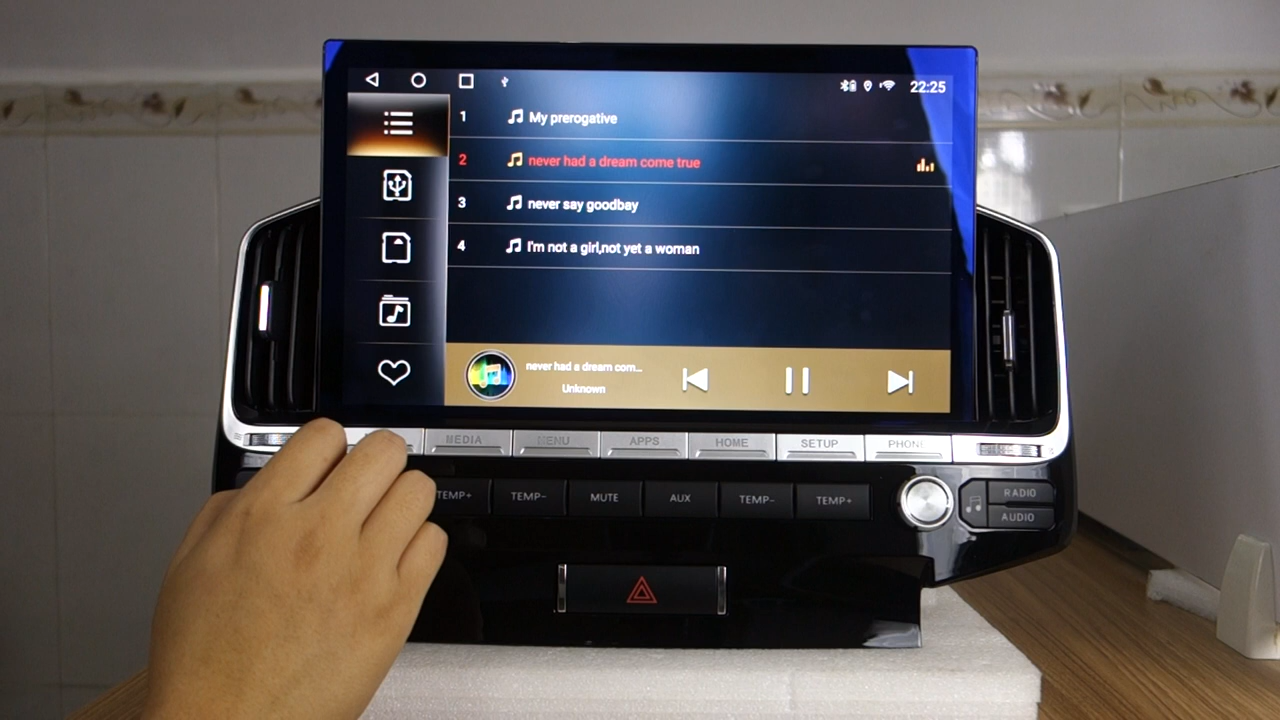 22:25
1 My prerogative
2 never had a dream come true
3 never say goodbay
4 I'm not a girl,not yet a woman
never had a dream com...
Unknown
MEDIA MENU APPS HOME SETUP PHONE
TEMP+ TEMP- MUTE AUX TEMP- TEMP+
RADIO
AUDIO